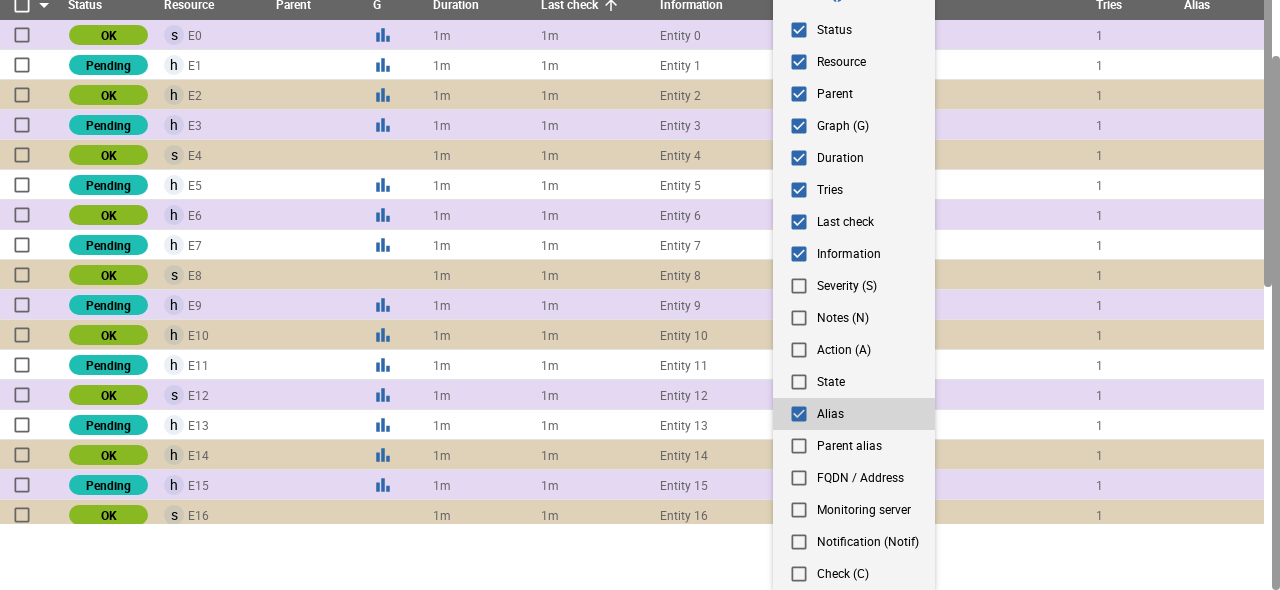 Status Resource Parent G Duration Last check Information Tries Alias
OK s E0 1m 1m Entity 0 1
Pending h E1 1m 1m Entity 1 1
OK h E2 1m 1m Entity 2 1
Pending h E3 1m 1m Entity 3 1
OK s E4 1m 1m Entity 4 1
Pending h E5 1m 1m Entity 5 1
OK h E6 1m 1m Entity 6 1
Pending h E7 1m 1m Entity 7 1
OK s E8 1m 1m Entity 8 1
Pending h E9 1m 1m Entity 9 1
OK h E10 1m 1m Entity 10 1
Pending h E11 1m 1m Entity 11 1
OK s E12 1m 1m Entity 12 1
Pending h E13 1m 1m Entity 13 1
OK h E14 1m 1m Entity 14 1
Pending h E15 1m 1m Entity 15 1
OK s E16 1m 1m Entity 16 1
Status
Resource
Parent
Graph (G)
Duration
Tries
Last check
Information
Severity (S)
Notes (N)
Action (A)
State
Alias
Parent alias
FQDN / Address
Monitoring server
Notification (Notif)
Check (C)